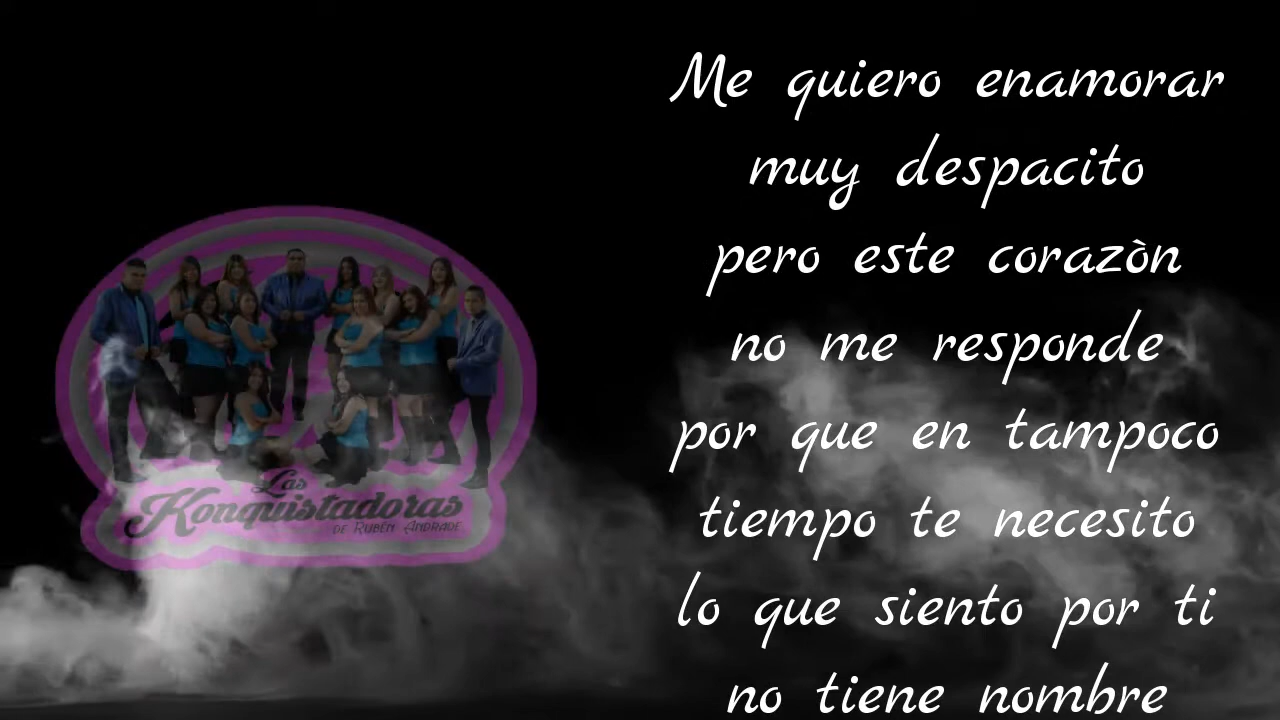 Me quiero enamorar
muy despacito
pero este corazòn
no me responde
por que en tampoco
tiempo te necesito
lo que siento por ti
no tiene nombre
Las
Konquistadoras
DE RUBÉN ANDRADE